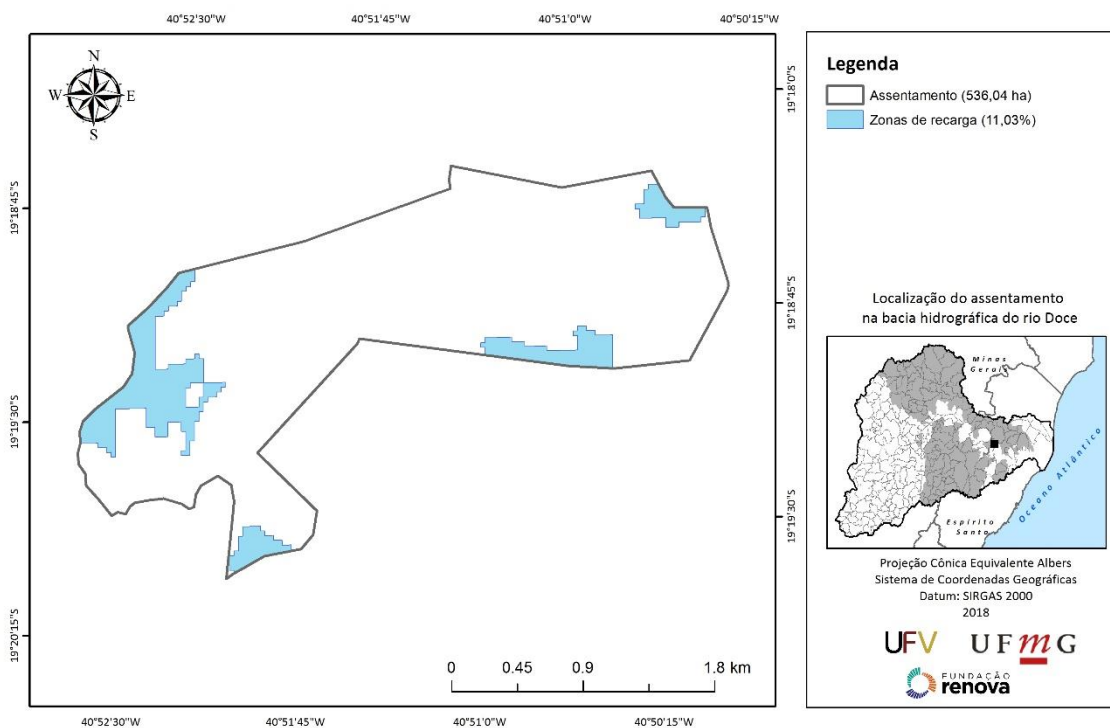 40°52'30"W
40°51'45"W
40°51'0"W
40°50'15"W
N
W
E
S
19°18'0"S
19°18'45"S
19°18'45"S
19°19'30"S
19°19'30"S
19°20'15"S
0
0.45
0.9
1.8 km
40°52'30"W
40°51'45"W
40°51'0"W
40°50'15"W
Legenda
Assentamento (536,04 ha)
Zonas de recarga (11,03%)
Localização do assentamento
na bacia hidrográfica do rio Doce
Minas
Gerais
Oceano Atlântico
Espírito
Santo
Projeção Cônica Equivalente Albers
Sistema de Coordenadas Geográficas
Datum: SIRGAS 2000
2018
UFV
UFmG
FUNDAÇÃO
renova